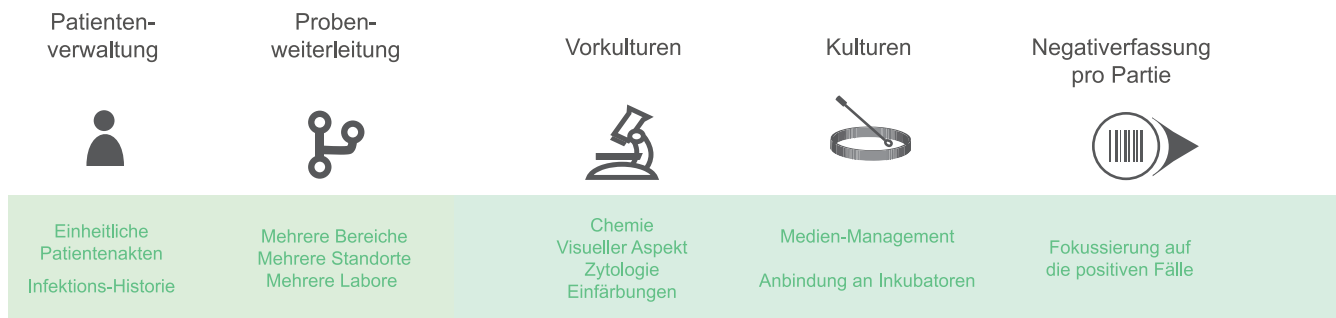 Patienten-
verwaltung
Proben-
weiterleitung
Vorkulturen
Kulturen
Negativerfassung
pro Partie
Einheitliche
Patientenakten
Infektions-Historie
Mehrere Bereiche
Mehrere Standorte
Mehrere Labore
Chemie
Visueller Aspekt
Zytologie
Einfärbungen
Medien-Management
Anbindung an Inkubatoren
Fokussierung auf
die positiven Fälle